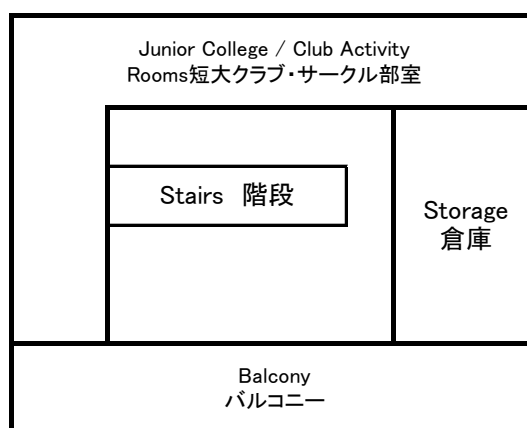 Junior College / Club Activity
Rooms短大クラブ・サークル部室
Stairs 階段
Storage
倉庫
Balcony
バルコニー